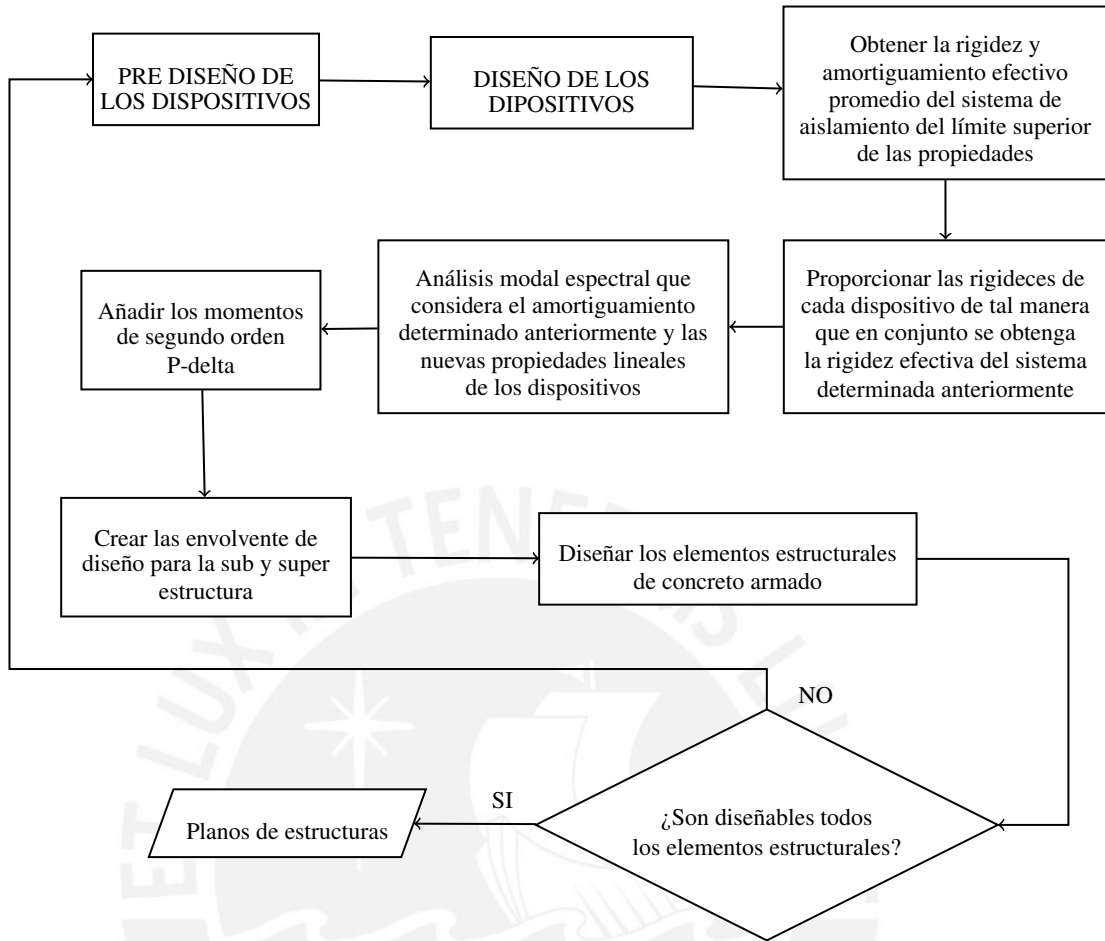 PRE DISEÑO DE
LOS DISPOSITIVOS
DISEÑO DE LOS
DIPOSITIVOS
Obtener la rigidez y
amortiguamiento efectivo
promedio del sistema de
aislamiento del límite superior
de las propiedades
Proporcionar las rigideces de
cada dispositivo de tal manera
que en conjunto se obtenga
la rigidez efectiva del sistema
determinada anteriormente
Análisis modal espectral que
considera el amortiguamiento
determinado anteriormente y las
nuevas propiedades lineales
de los dispositivos
Añadir los momentos
de segundo orden
P-delta
Crear las envolvente de
diseño para la sub y super
estructura
Diseñar los elementos estructurales
de concreto armado
¿Son diseñables todos
los elementos estructurales?
NO
SI
Planos de estructuras
ET LUX IN TENEBRIS